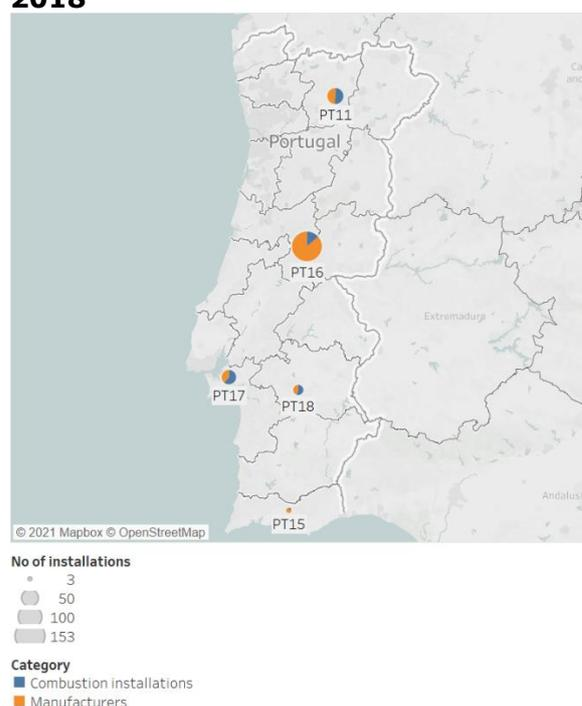 2018
PT11
Portugal
PT16
Extremadura
PT17
PT18
PT15
© 2021 Mapbox © OpenStreetMap
No of installations
3
50
100
153
Category
Combustion installations
Manufacturers